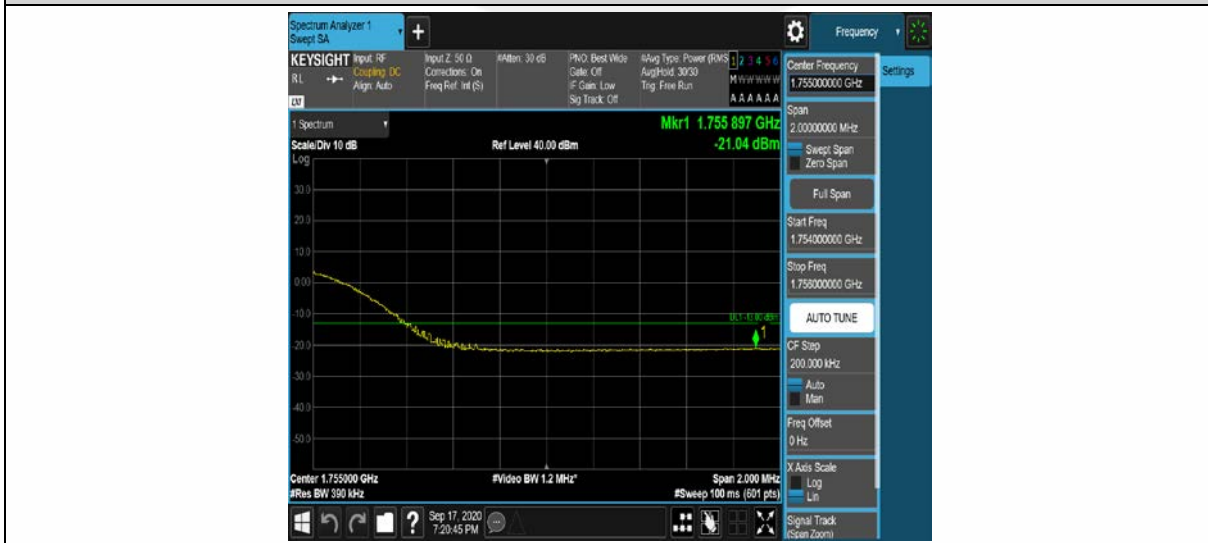 Spectrum Analyzer 1
Swept SA
+
Frequency
KEYSIGHT
RL
Input: RF
Coupling: DC
Align: Auto
Input Z: 50 Ω
Corrections: On
Freq Ref: Int (S)
#Atten: 30 dB
PNO: Best Wide
Gate: Off
IF Gain: Low
Sig Track: Off
#Avg Type: Power (RMS
Avg|Hold: 30/30
Trig: Free Run
1 2 3 4 5 6
M W W W W W
A A A A A A
Center Frequency
1.755000000 GHz
Settings
1 Spectrum
Mkr1 1.755 897 GHz
Scale/Div 10 dB
Ref Level 40.00 dBm
-21.04 dBm
Log
30.0
20.0
10.0
0.00
-10.0
-20.0
-30.0
-40.0
-50.0
DL1 -13.00 dBm
1
Span
2.00000000 MHz
Swept Span
Zero Span
Full Span
Start Freq
1.754000000 GHz
Stop Freq
1.756000000 GHz
AUTO TUNE
CF Step
200.000 kHz
Auto
Man
Freq Offset
0 Hz
X Axis Scale
Log
Lin
Signal Track
(Span Zoom)
Center 1.755000 GHz
#Video BW 1.2 MHz*
Span 2.000 MHz
#Res BW 390 kHz
#Sweep 100 ms (601 pts)
?
Sep 17, 2020
7:20:45 PM